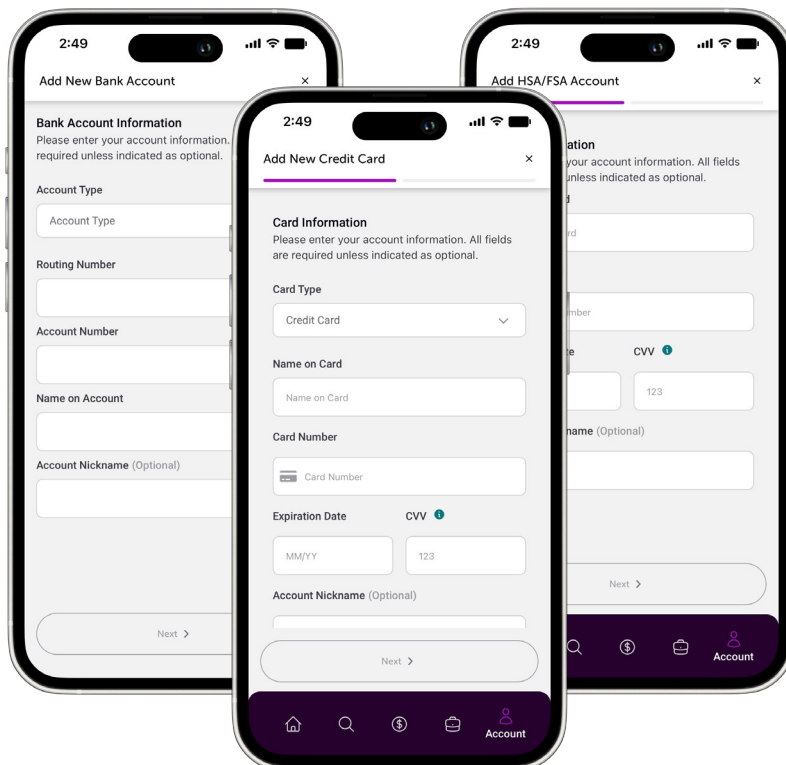 2:49
Add New Bank Account
Bank Account Information
Please enter your account information.
required unless indicated as optional.
Account Type
Account Type
Routing Number
Account Number
Name on Account
Account Nickname (Optional)
Next >
2:49
Add New Credit Card ×
Card Information
Please enter your account information. All fields
are required unless indicated as optional.
Card Type
Credit Card
Name on Card
Name on Card
Card Number
Card Number
Expiration Date CVV
MM/YY 123
Account Nickname (Optional)
Next >
Account
2:49
Add HSA/FSA Account ×
your account information. All fields
unless indicated as optional.
CVV
123
(Optional)
Next >
Account